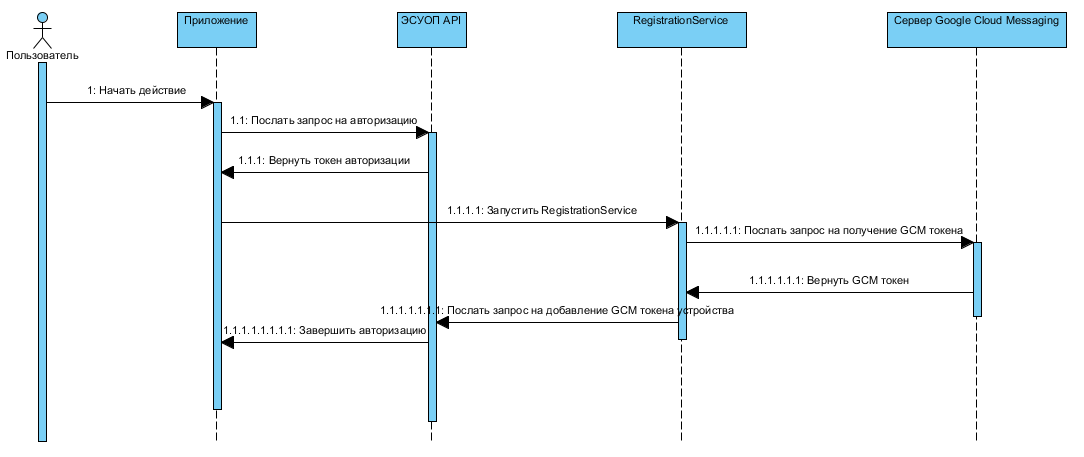 Пользователь
Приложение
ЭСУОП API
RegistrationService
Сервер Google Cloud Messaging
1: Начать действие
1.1: Послать запрос на авторизацию
1.1.1: Вернуть токен авторизации
1.1.1.1: Запустить RegistrationService
1.1.1.1.1: Послать запрос на получение GCM токена
1.1.1.1.1.1: Вернуть GCM токен
1.1.1.1.1.1.1: Послать запрос на добавление GCM токена устройства
1.1.1.1.1.1.1.1: Завершить авторизацию